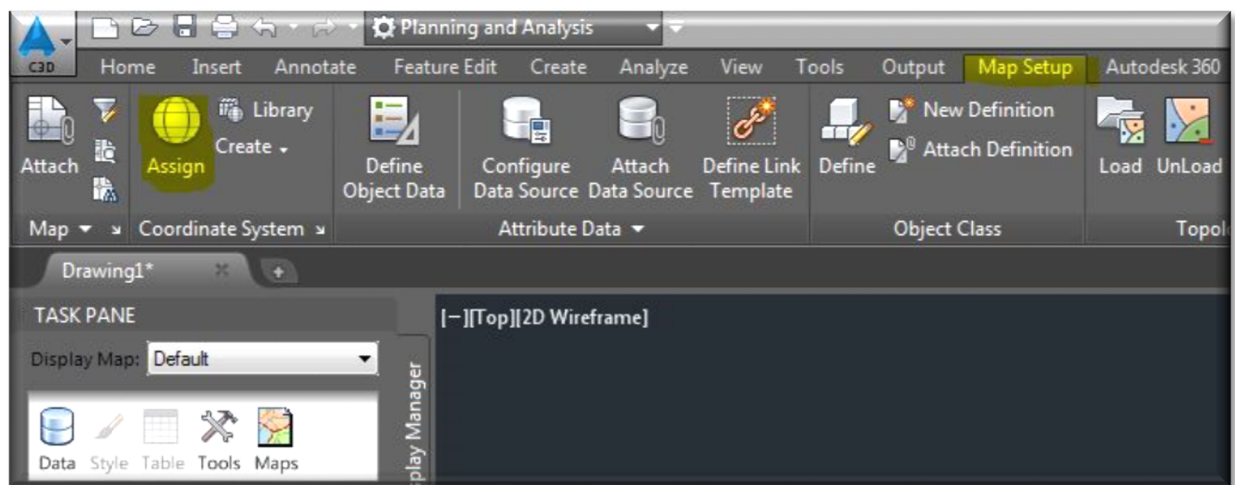 Planning and Analysis
C3D Home Insert Annotate Feature Edit Create Analyze View Tools Output Map Setup Autodesk 360
Library
New Definition
Create
Attach Definition
Attach Assign Define Configure Attach Define Link Define Load UnLoad
Object Data Data Source Data Source Template
Map Coordinate System Attribute Data Object Class Topol
Drawing1*
TASK PANE
[−][Top][2D Wireframe]
Display Map: Default
Data Style Table Tools Maps
splay Manager